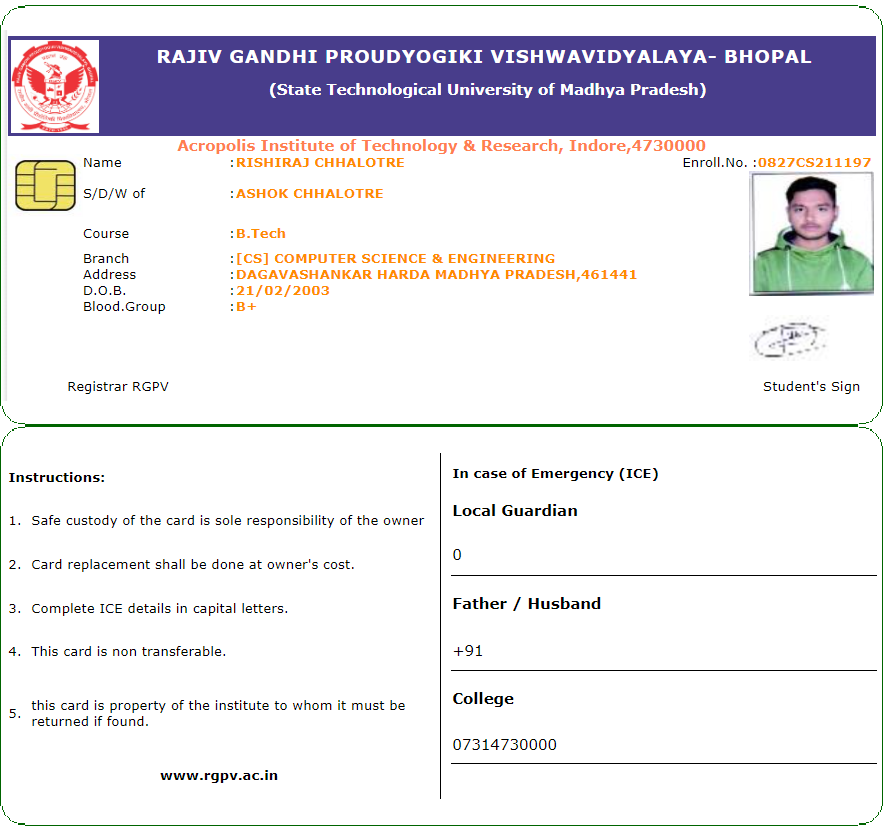 RAJIV GANDHI PROUDYOGIKI VISHWAVIDYALAYA- BHOPAL
(State Technological University of Madhya Pradesh)
Acropolis Institute of Technology & Research, Indore,4730000
Name :RISHIRAJ CHHALOTRE Enroll.No. :0827CS211197
S/D/W of :ASHOK CHHALOTRE
Course :B.Tech
Branch :[CS] COMPUTER SCIENCE & ENGINEERING
Address :DAGAVASHANKAR HARDA MADHYA PRADESH,461441
D.O.B. :21/02/2003
Blood.Group :B+
Registrar RGPV Student's Sign
Instructions:
1. Safe custody of the card is sole responsibility of the owner
2. Card replacement shall be done at owner's cost.
3. Complete ICE details in capital letters.
4. This card is non transferable.
5. this card is property of the institute to whom it must be
returned if found.
www.rgpv.ac.in
In case of Emergency (ICE)
Local Guardian
0
Father / Husband
+91
College
07314730000